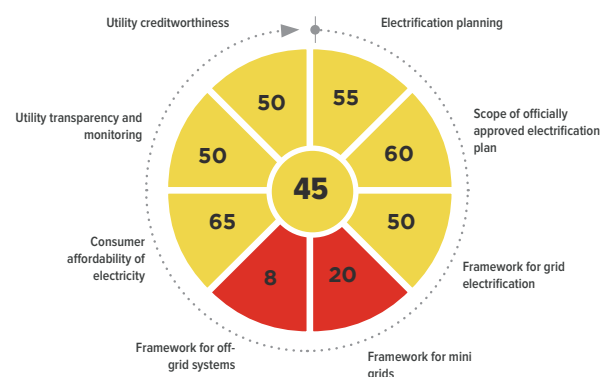 Utility creditworthiness
Electrification planning
50
55
Utility transparency and
monitoring
Scope of officially
approved electrification
plan
50
60
45
65
50
Consumer
affordability of
electricity
Framework for grid
electrification
8
20
Framework for off-
grid systems
Framework for mini
grids